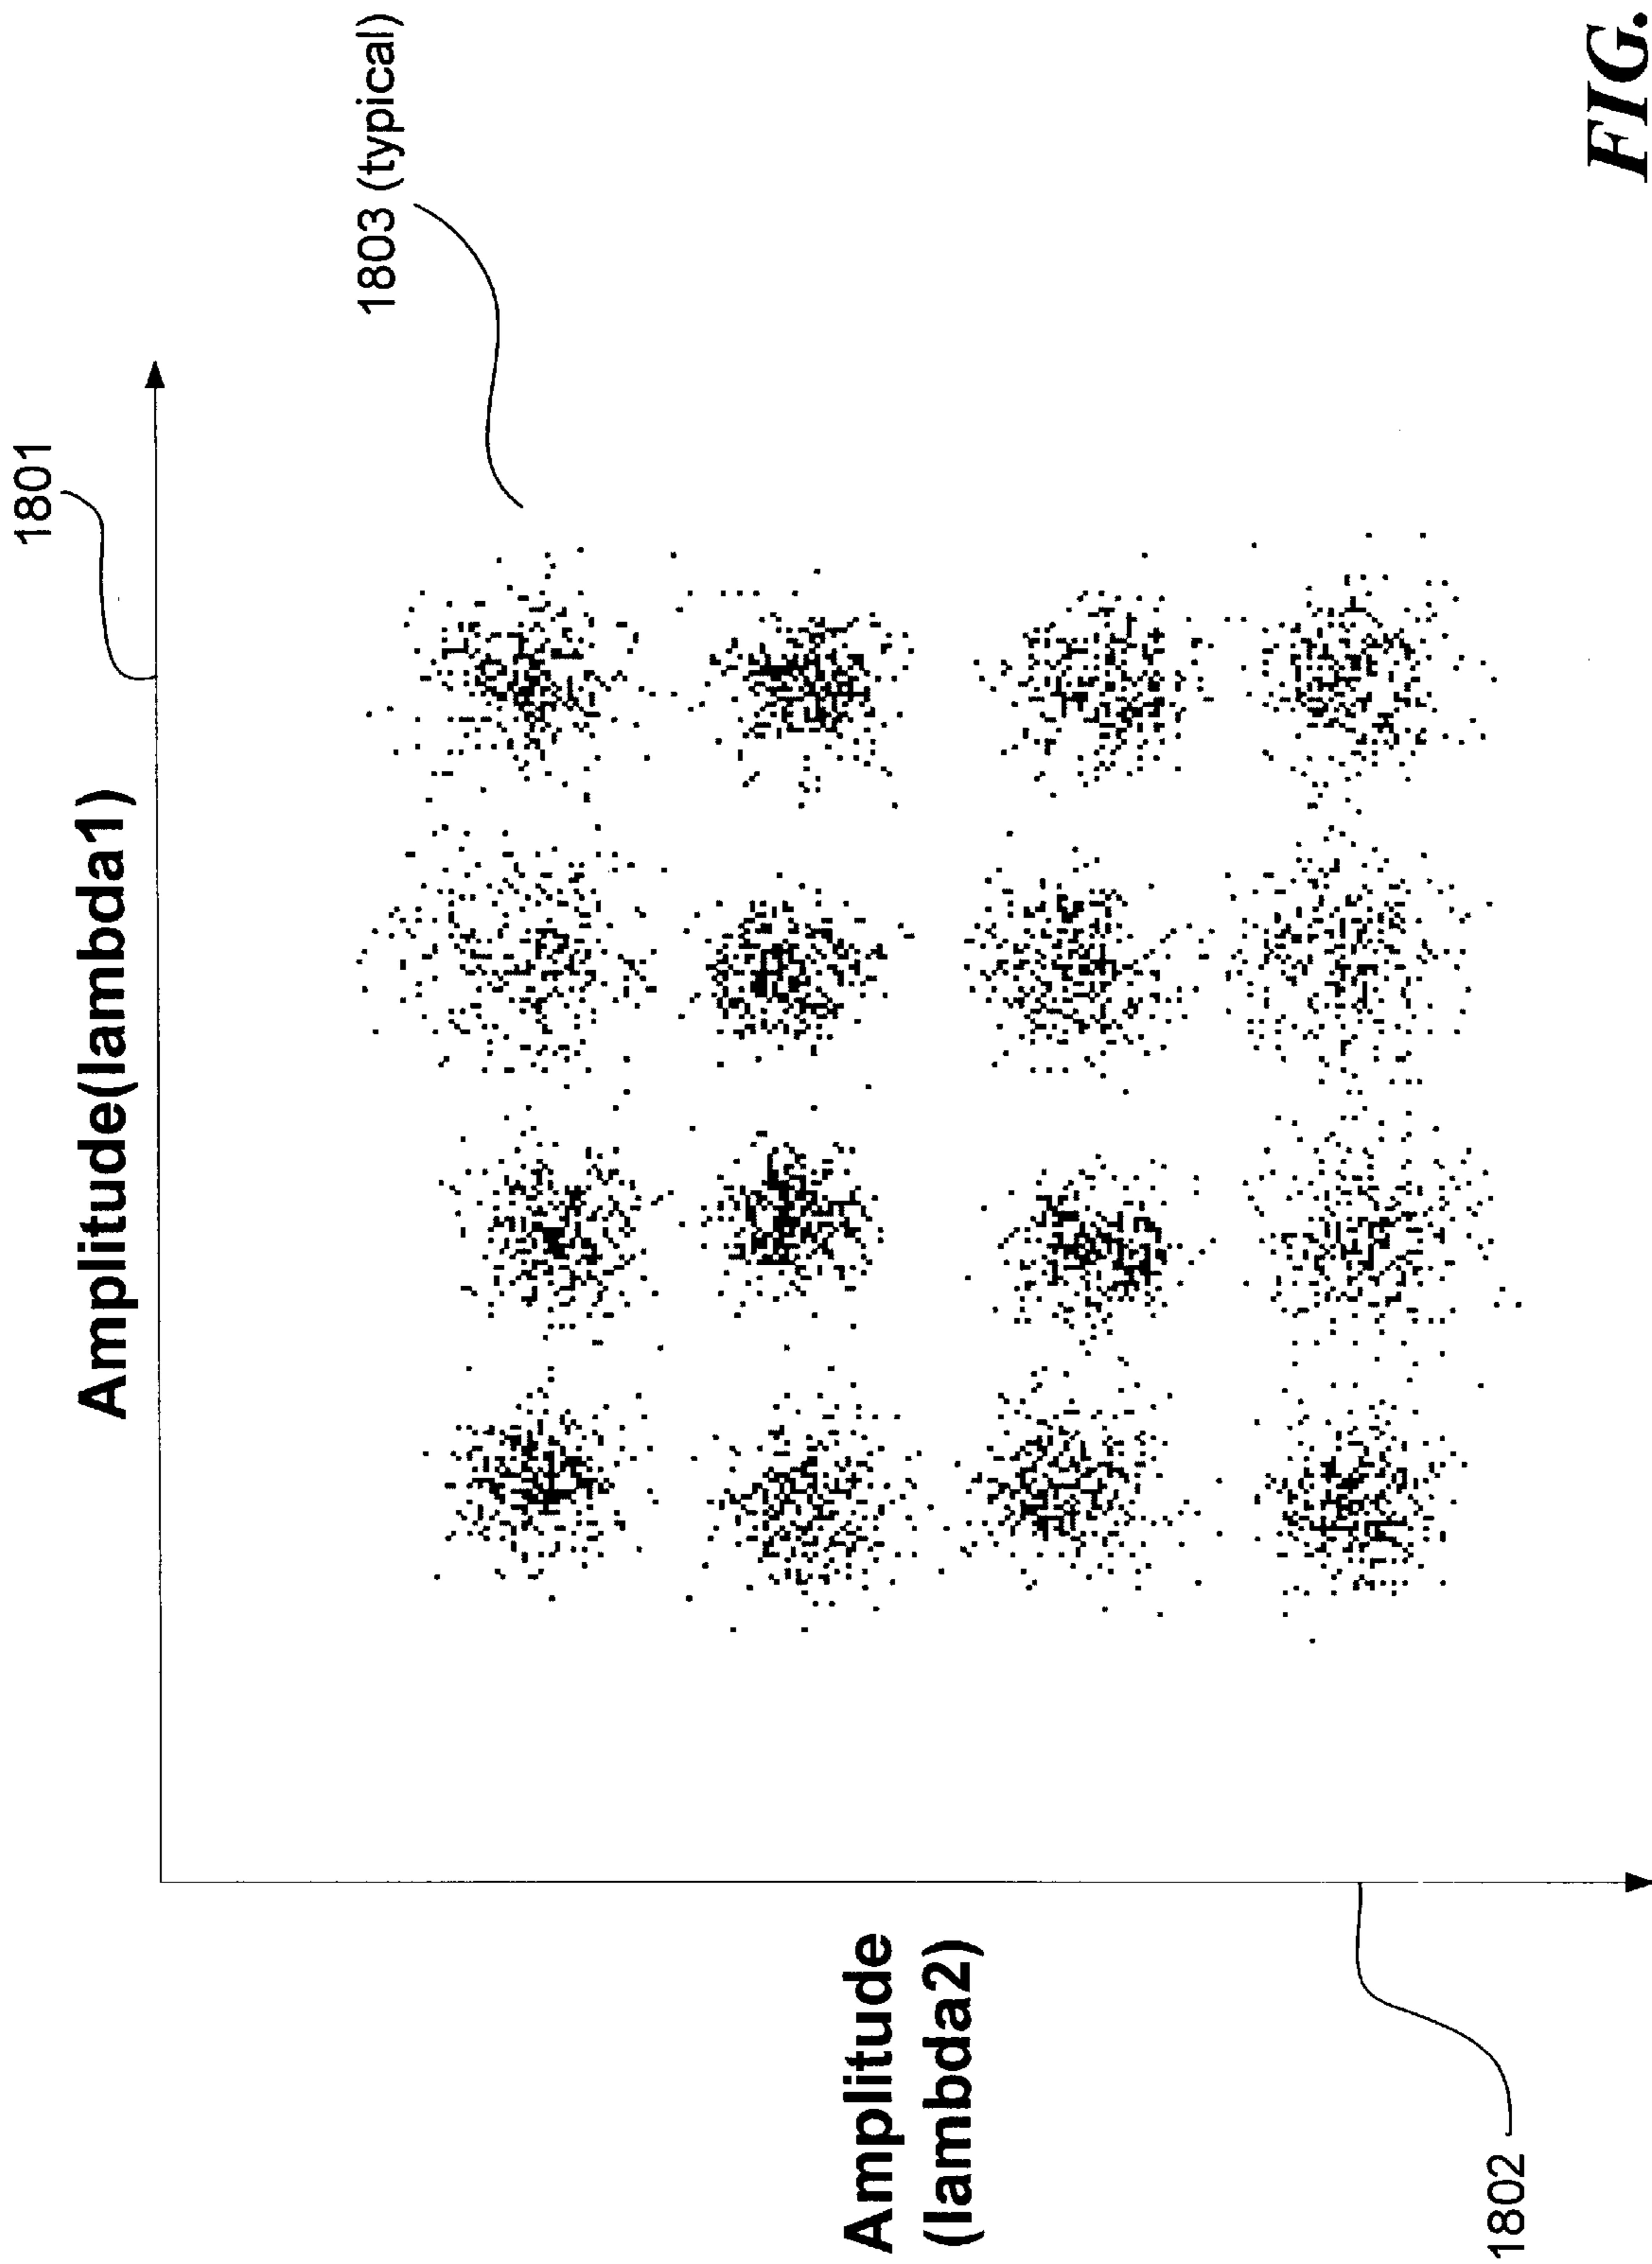 1801
Amplitude(lambda1)
1803 (typical)
Amplitude
(lambda2)
1802
FIG.